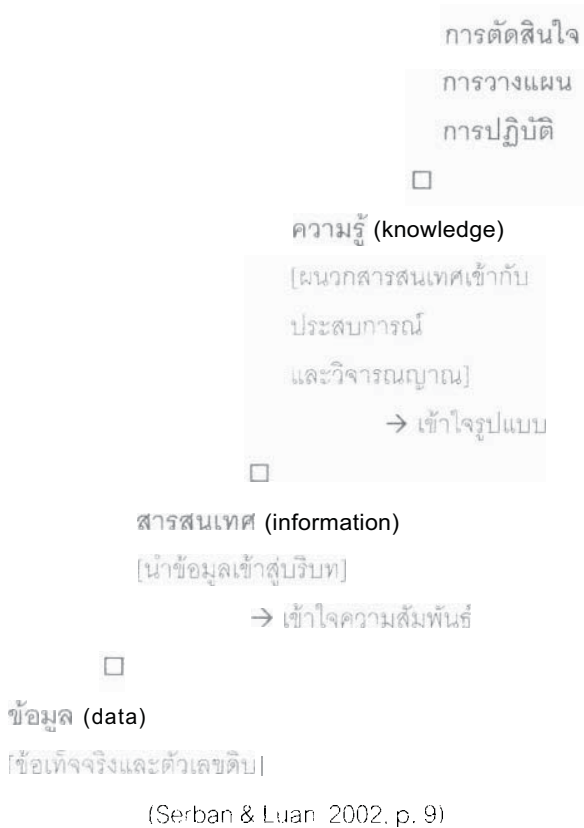 การตัดสินใจ
การวางแผน
การปฏิบัติ
□
ความรู้ (knowledge)
[ผนวกสารสนเทศเข้ากับ
ประสบการณ์
และวิจารณญาณ]
→ เข้าใจรูปแบบ
□
สารสนเทศ (information)
[นำข้อมูลเข้าสู่บริบท]
→ เข้าใจความสัมพันธ์
□
ข้อมูล (data)
[ข้อเท็จจริงและตัวเลขดิบ]
(Serban & Luan 2002, p. 9)